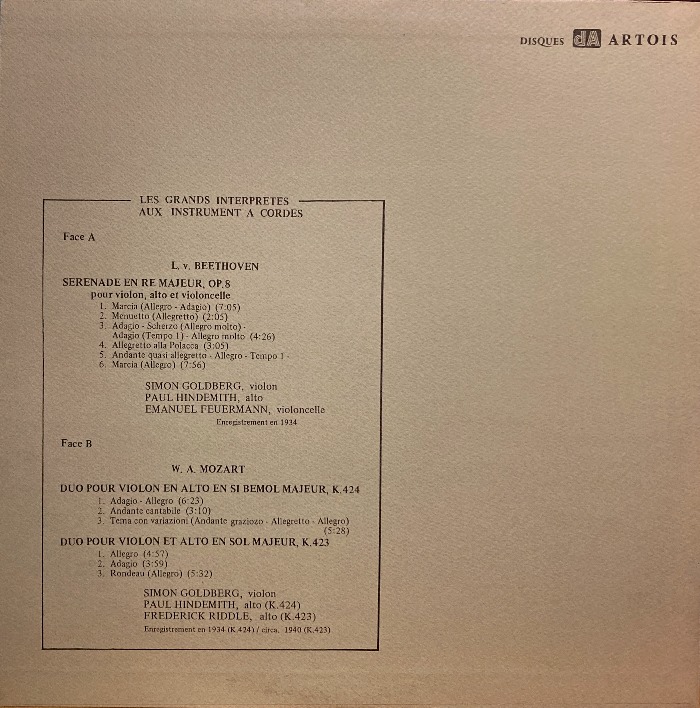 DISQUES dA ARTOIS
LES GRANDS INTERPRETES
AUX INSTRUMENT A CORDES
Face A
L. v. BEETHOVEN
SERENADE EN RE MAJEUR, OP.8
pour violon, alto et violoncelle
1. Marcia (Allegro - Adagio) (7:05)
2. Menuetto (Allegretto) (2:05)
3. Adagio - Scherzo (Allegro molto) -
Adagio (Tempo 1) - Allegro molto (4:26)
4. Allegretto alla Polacca (3:05)
5. Andante quasi allegretto - Allegro - Tempo 1 -
6. Marcia (Allegro) (7:56)
SIMON GOLDBERG, violon
PAUL HINDEMITH, alto
EMANUEL FEUERMANN, violoncelle
Enregistrement en 1934
Face B
W. A. MOZART
DUO POUR VIOLON EN ALTO EN SI BEMOL MAJEUR, K.424
1. Adagio - Allegro (6:23)
2. Andante cantabile (3:10)
3. Tema con variazioni (Andante graziozo - Allegretto - Allegro)
(5:28)
DUO POUR VIOLON ET ALTO EN SOL MAJEUR, K.423
1. Allegro (4:57)
2. Adagio (3:59)
3. Rondeau (Allegro) (5:32)
SIMON GOLDBERG, violon
PAUL HINDEMITH, alto (K.424)
FREDERICK RIDDLE, alto (K.423)
Enregistrement en 1934 (K.424) / circa. 1940 (K.423)